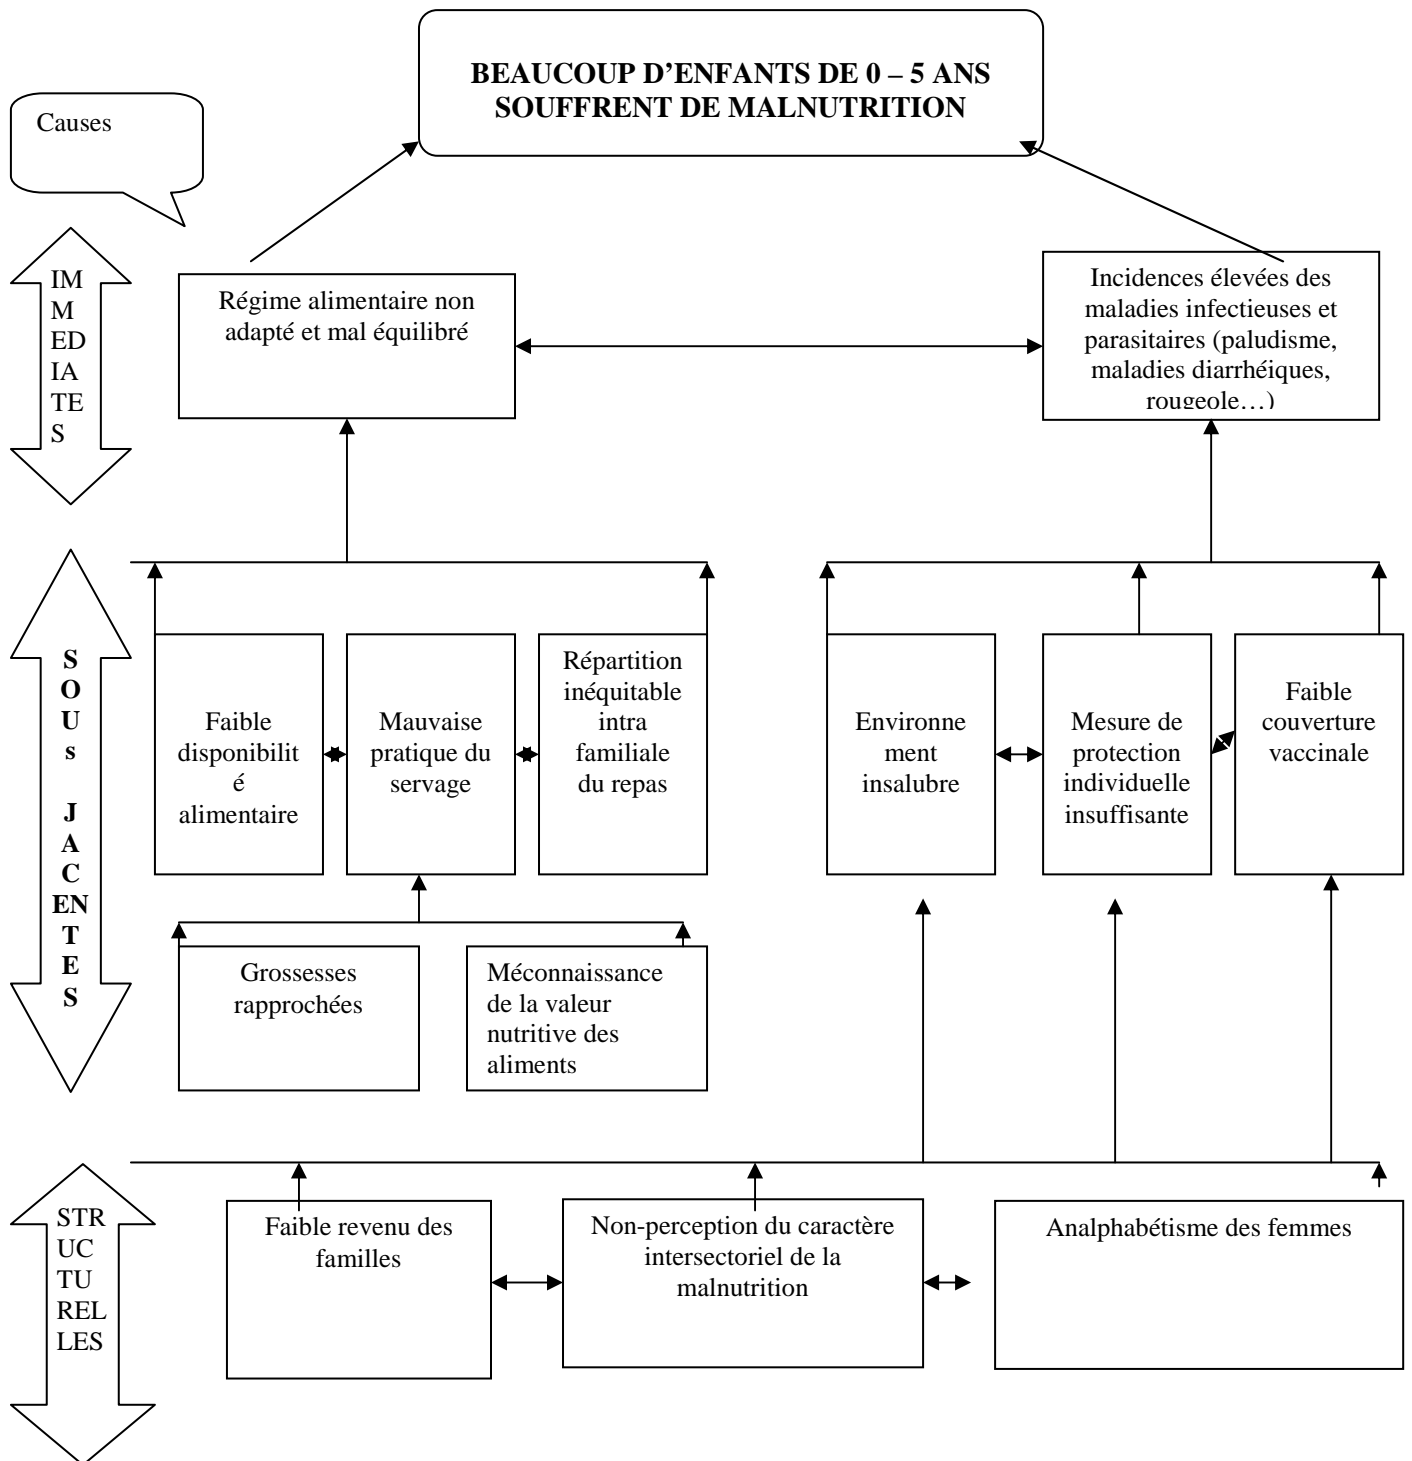 BEAUCOUP D’ENFANTS DE 0 – 5 ANS
SOUFFRENT DE MALNUTRITION
Causes
IM
M
ED
IA
TE
S
Régime alimentaire non
adapté et mal équilibré
Incidences élevées des
maladies infectieuses et
parasitaires (paludisme,
maladies diarrhéiques,
rougeole…)
S
O
U
s
J
A
C
EN
T
E
S
Faible
disponibilit
é
alimentaire
Mauvaise
pratique du
servage
Répartition
inéquitable
intra
familiale
du repas
Environne
ment
insalubre
Mesure de
protection
individuelle
insuffisante
Faible
couverture
vaccinale
Grossesses
rapprochées
Méconnaissance
de la valeur
nutritive des
aliments
STR
UC
TU
REL
LES
Faible revenu des
familles
Non-perception du caractère
intersectoriel de la
malnutrition
Analphabétisme des femmes